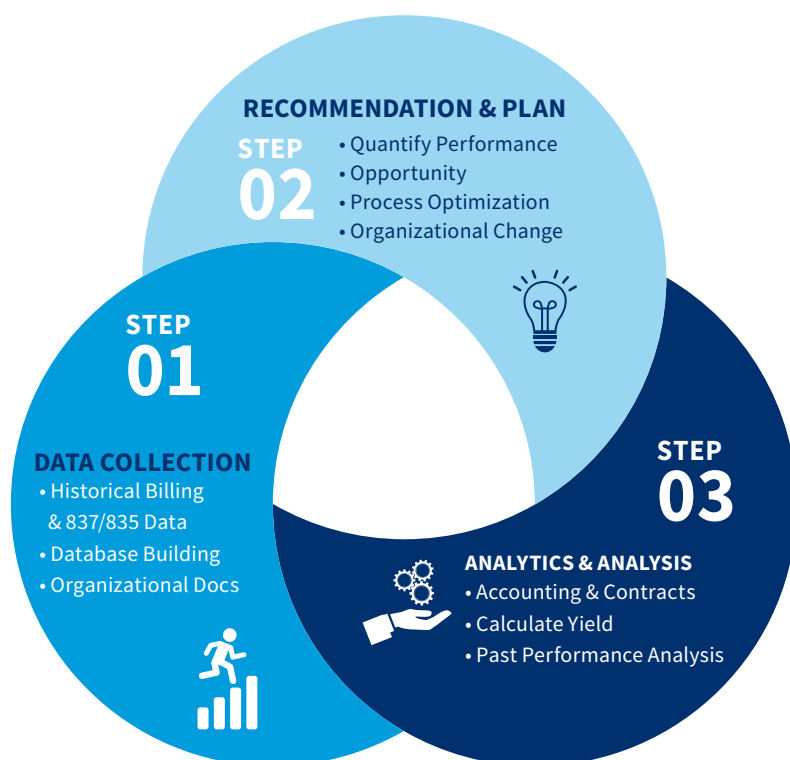 RECOMMENDATION & PLAN
STEP
02
• Quantify Performance
• Opportunity
• Process Optimization
• Organizational Change
STEP
01
DATA COLLECTION
• Historical Billing
& 837/835 Data
• Database Building
• Organizational Docs
STEP
03
ANALYTICS & ANALYSIS
• Accounting & Contracts
• Calculate Yield
• Past Performance Analysis